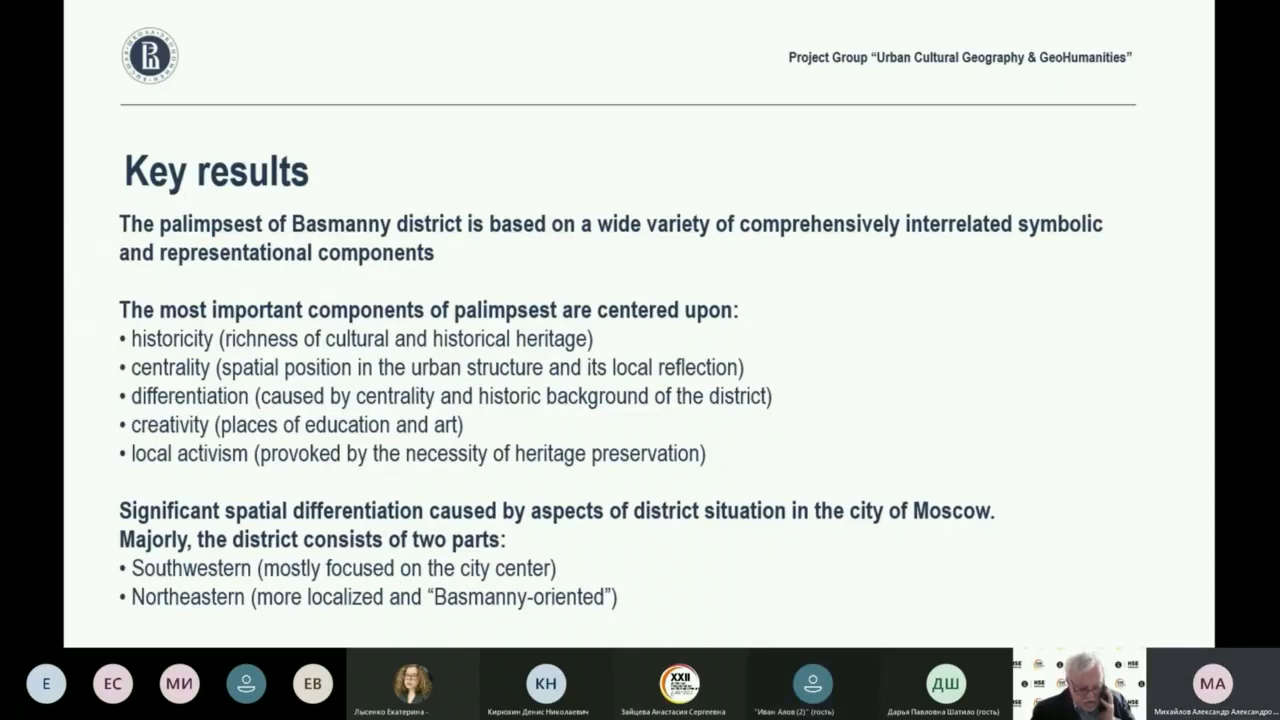 Project Group “Urban Cultural Geography & GeoHumanities”
Key results
The palimpsest of Basmanny district is based on a wide variety of comprehensively interrelated symbolic
and representational components
The most important components of palimpsest are centered upon:
• historicity (richness of cultural and historical heritage)
• centrality (spatial position in the urban structure and its local reflection)
• differentiation (caused by centrality and historic background of the district)
• creativity (places of education and art)
• local activism (provoked by the necessity of heritage preservation)
Significant spatial differentiation caused by aspects of district situation in the city of Moscow.
Majorly, the district consists of two parts:
• Southwestern (mostly focused on the city center)
• Northeastern (more localized and “Basmanny-oriented”)
Е
ЕС
МИ
ЕВ
КН
XXII
ДШ
HSE
HSE
МА
Лысенко Екатерина -
Кирюхин Денис Николаевич
Зайцева Анастасия Сергеевна
"Иван Алов (2)" (гость)
Дарья Павловна Шатило (гость)
Михайлов Александр Александро...